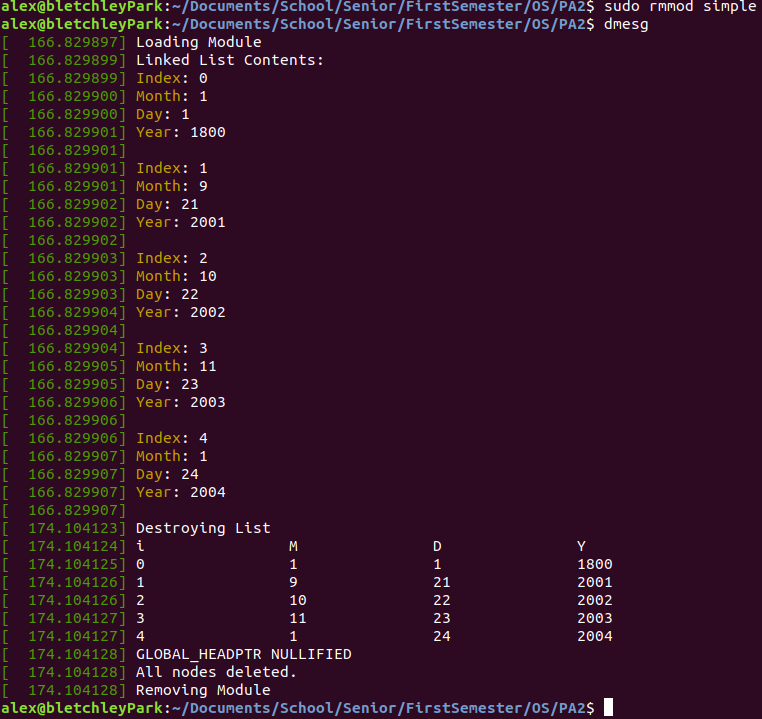 alex@bletchleyPark:~/Documents/School/Senior/FirstSemester/OS/PA2$ sudo rmmod simple
alex@bletchleyPark:~/Documents/School/Senior/FirstSemester/OS/PA2$ dmesg
[  166.829897] Loading Module
[  166.829899] Linked List Contents:
[  166.829899] Index: 0
[  166.829900] Month: 1
[  166.829900] Day: 1
[  166.829901] Year: 1800
[  166.829901]
[  166.829901] Index: 1
[  166.829901] Month: 9
[  166.829902] Day: 21
[  166.829902] Year: 2001
[  166.829902]
[  166.829903] Index: 2
[  166.829903] Month: 10
[  166.829903] Day: 22
[  166.829904] Year: 2002
[  166.829904]
[  166.829904] Index: 3
[  166.829905] Month: 11
[  166.829905] Day: 23
[  166.829906] Year: 2003
[  166.829906]
[  166.829906] Index: 4
[  166.829907] Month: 1
[  166.829907] Day: 24
[  166.829907] Year: 2004
[  166.829907]
[  174.104123] Destroying List
[  174.104124] i                M               D               Y
[  174.104125] 0                1               1               1800
[  174.104126] 1                9               21              2001
[  174.104126] 2                10              22              2002
[  174.104127] 3                11              23              2003
[  174.104127] 4                1               24              2004
[  174.104128] GLOBAL_HEADPTR NULLIFIED
[  174.104128] All nodes deleted.
[  174.104128] Removing Module
alex@bletchleyPark:~/Documents/School/Senior/FirstSemester/OS/PA2$